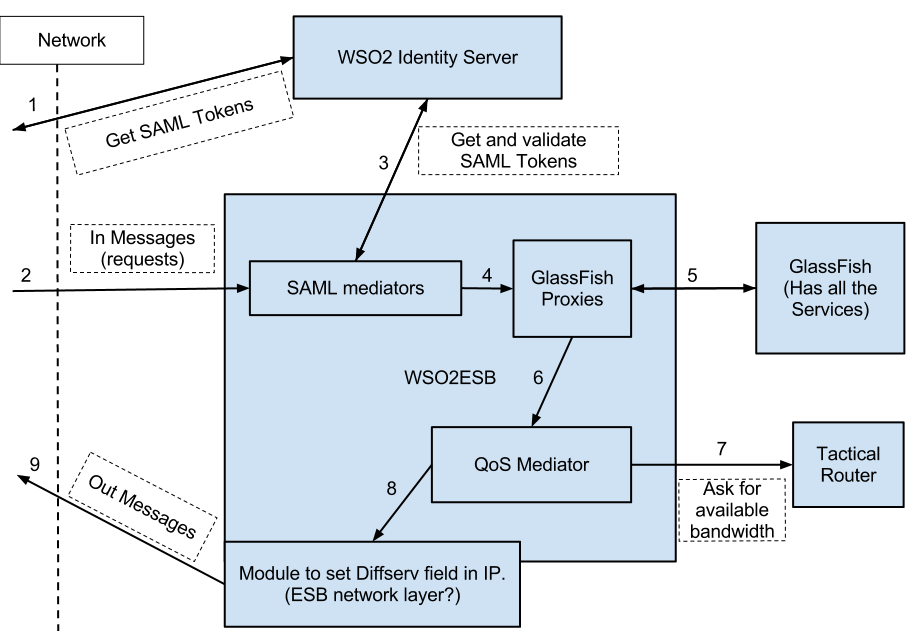 Network
WSO2 Identity Server
1
Get SAML Tokens
Get and validate
SAML Tokens
3
In Messages
(requests)
2
SAML mediators
4
GlassFish
Proxies
5
GlassFish
(Has all the
Services)
WSO2ESB
6
QoS Mediator
7
Tactical
Router
Ask for
available
bandwidth
8
9
Out Messages
Module to set Diffserv field in IP.
(ESB network layer?)